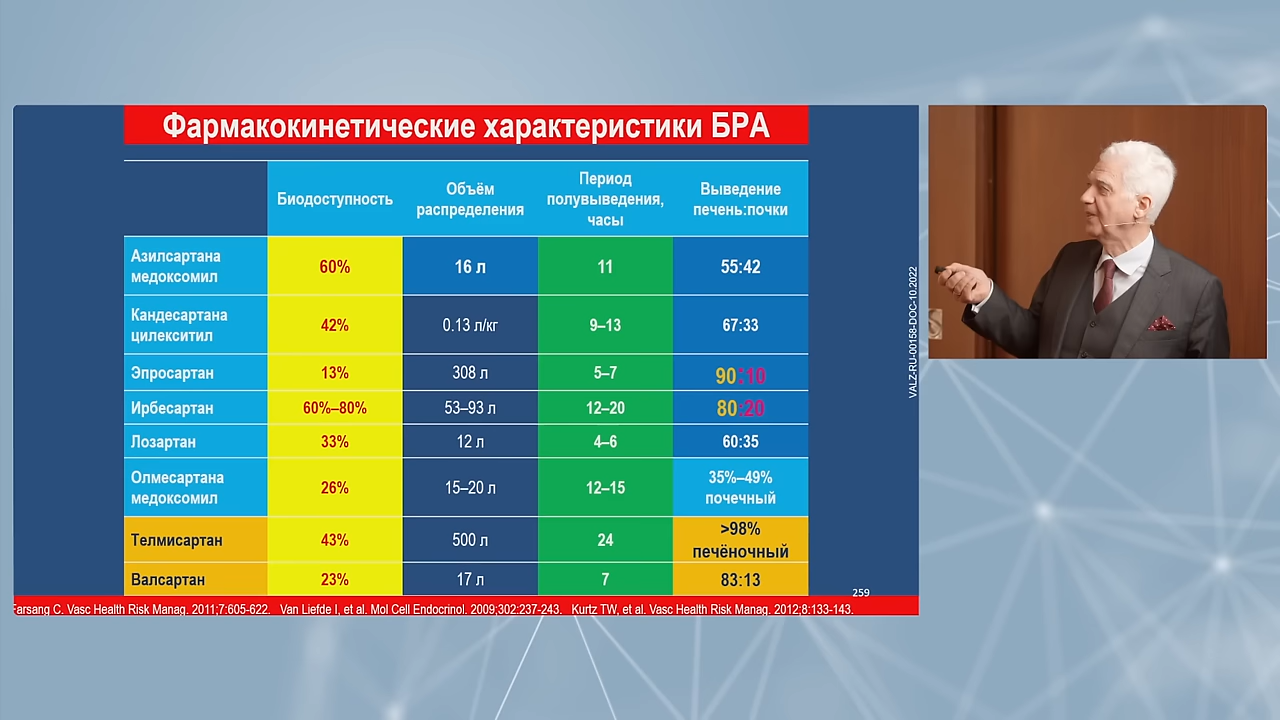 Фармакокинетические характеристики БРА
Биодоступность
Объём
распределения
Период
полувыведения,
часы
Выведение
печень:почки
Азилсартана
медоксомил
60%
16 л
11
55:42
Кандесартана
цилекситил
42%
0.13 л/кг
9–13
67:33
Эпросартан
13%
308 л
5–7
90:10
Ирбесартан
60%–80%
53–93 л
12–20
80:20
Лозартан
33%
12 л
4–6
60:35
Олмесартана
медоксомил
26%
15–20 л
12–15
35%–49%
почечный
Телмисартан
43%
500 л
24
>98%
печёночный
Валсартан
23%
17 л
7
83:13
259
Farsang C. Vasc Health Risk Manag. 2011;7:605-622. Van Liefde I, et al. Mol Cell Endocrinol. 2009;302:237-243. Kurtz TW, et al. Vasc Health Risk Manag. 2012;8:133-143.
VALZ-RU-00158-DOC-10.2022